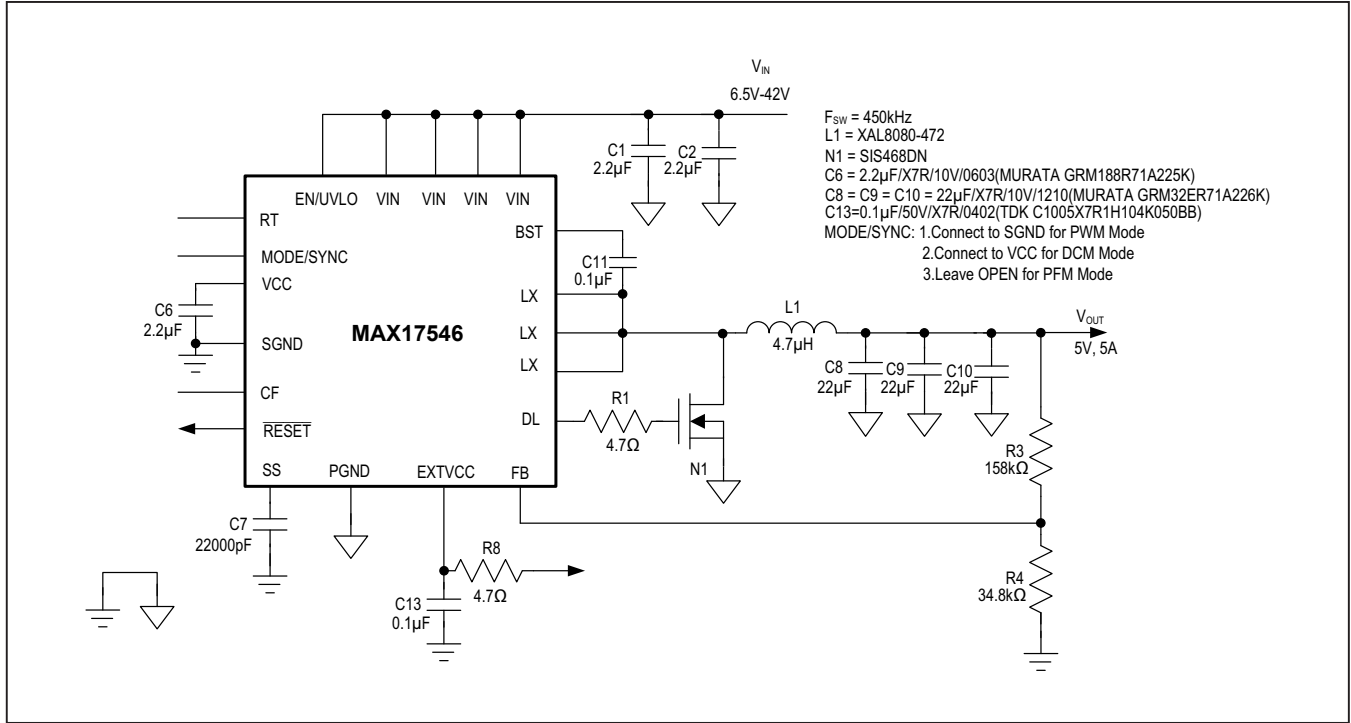 V_IN
6.5V-42V
F_SW = 450kHz
L1 = XAL8080-472
N1 = SIS468DN
C6 = 2.2µF/X7R/10V/0603(MURATA GRM188R71A225K)
C8 = C9 = C10 = 22µF/X7R/10V/1210(MURATA GRM32ER71A226K)
C13=0.1µF/50V/X7R/0402(TDK C1005X7R1H104K050BB)
MODE/SYNC: 1.Connect to SGND for PWM Mode
2.Connect to VCC for DCM Mode
3.Leave OPEN for PFM Mode
C1
2.2µF
C2
2.2µF
EN/UVLO VIN VIN VIN VIN
RT
MODE/SYNC
VCC
SGND
CF
RESET
SS PGND EXTVCC FB
BST
LX
LX
LX
DL
MAX17546
C6
2.2µF
C11
0.1µF
L1
4.7µH
V_OUT
5V, 5A
C8
22µF
C9
22µF
C10
22µF
R1
4.7Ω
N1
R3
158kΩ
R4
34.8kΩ
C7
22000pF
R8
4.7Ω
C13
0.1µF